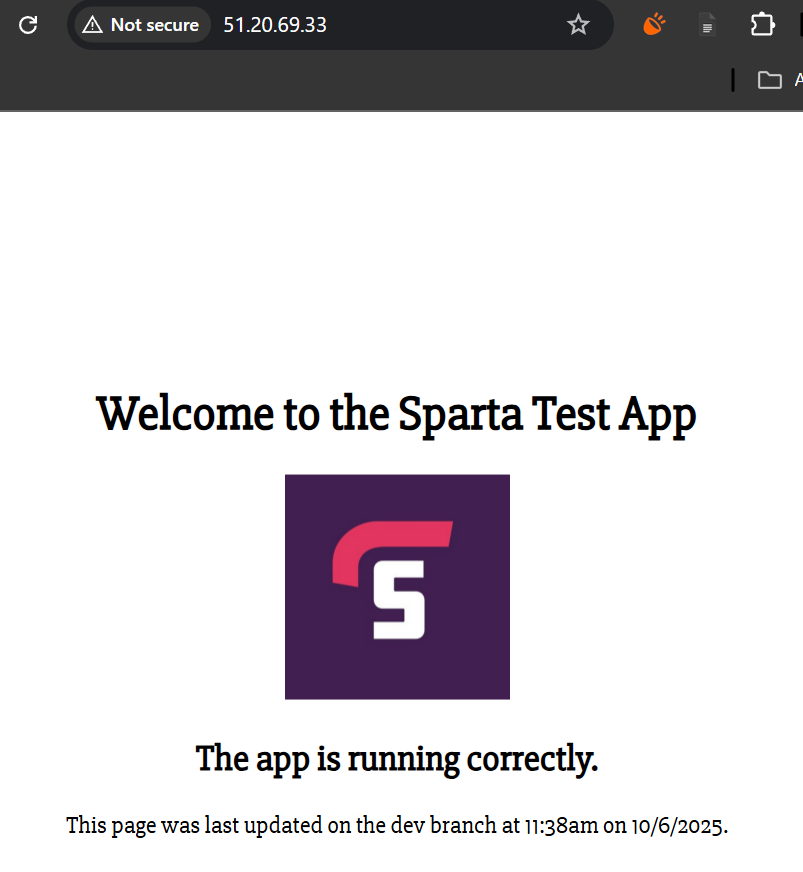 Not secure
51.20.69.33
A
Welcome to the Sparta Test App
S
The app is running correctly.
This page was last updated on the dev branch at 11:38am on 10/6/2025.